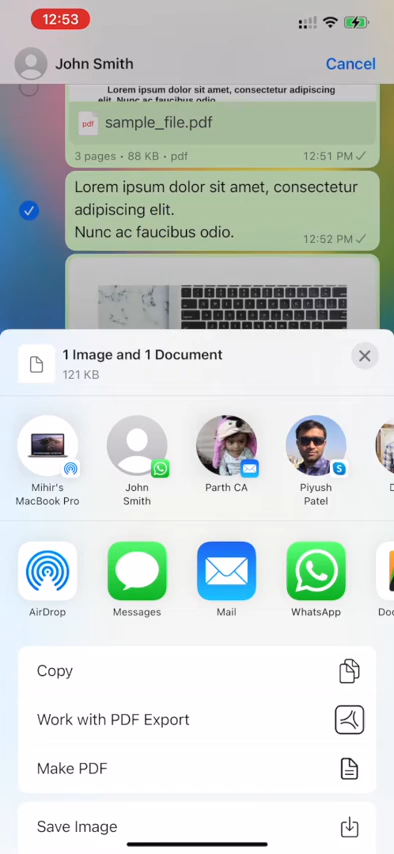 12:53
John Smith
Cancel
Lorem ipsum dolor sit amet, consectetur adipiscing
elit. Nunc ac faucibus odio.
pdf
sample_file.pdf
3 pages • 88 KB • pdf
12:51 PM
Lorem ipsum dolor sit amet, consectetur
adipiscing elit.
Nunc ac faucibus odio.
12:52 PM
1 Image and 1 Document
121 KB
Mihir's
MacBook Pro
John
Smith
Parth CA
Piyush
Patel
D
AirDrop
Messages
Mail
WhatsApp
Doc
Copy
Work with PDF Export
Make PDF
Save Image